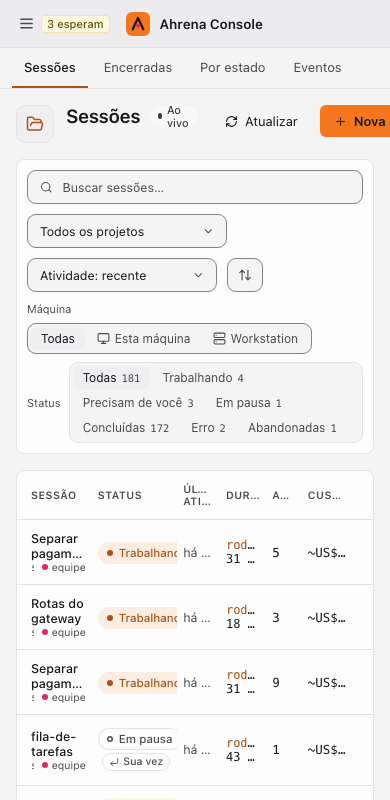 3 esperam
Ahrena Console
Sessões Encerradas Por estado Eventos
Sessões
Ao vivo
Atualizar
Nova
Buscar sessões...
Todos os projetos
Atividade: recente
Máquina
Todas Esta máquina Workstation
Status
Todas 181 Trabalhando 4
Precisam de você 3 Em pausa 1
Concluídas 172 Erro 2 Abandonadas 1
SESSÃO STATUS ÚL... ATI... DUR... A... CUS...
Separar pagam...
equipe
Trabalhando
há ...
rod...
31 ...
5
~US$...
Rotas do gateway
equipe
Trabalhando
há ...
rod...
18 ...
3
~US$...
Separar pagam...
equipe
Trabalhando
há ...
rod...
31 ...
9
~US$...
fila-de-tarefas
equipe
Em pausa
Sua vez
há ...
rod...
43 ...
1
~US$...